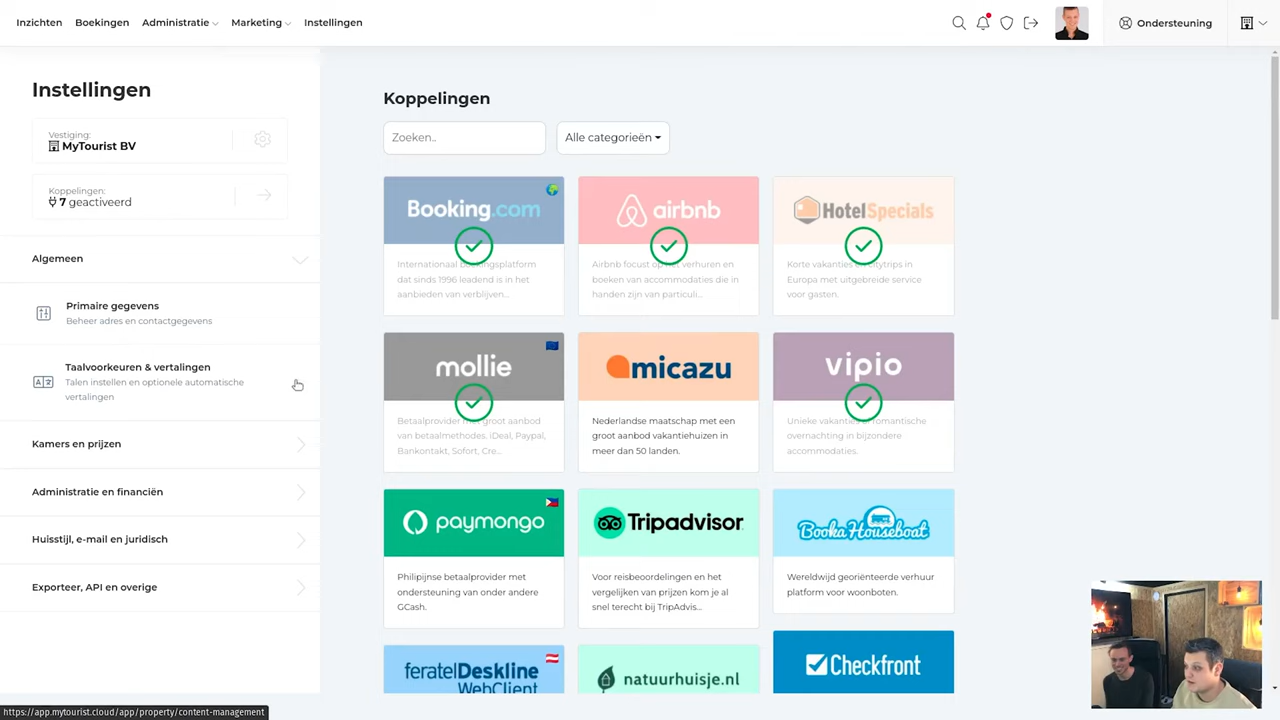 Inzichten Boekingen Administratie Marketing Instellingen Ondersteuning
Instellingen
Vestiging:
MyTourist BV
Koppelingen:
7 geactiveerd
Algemeen
Primaire gegevens
Beheer adres en contactgegevens
Taalvoorkeuren & vertalingen
Talen instellen en optionele automatische
vertalingen
Kamers en prijzen
Administratie en financiën
Huisstijl, e-mail en juridisch
Exporteer, API en overige
Koppelingen
Zoeken..
Alle categorieën
Booking.com
Internationaal boekingsplatform
dat sinds 1996 leadend is in het
aanbieden van verblijven...
airbnb
Airbnb focust op het verhuren en
boeken van accommodaties die in
handen zijn van particuli...
HotelSpecials
Korte vakanties en citytrips in
Europa met uitgebreide service
voor gasten.
mollie
Betaalprovider met groot aanbod
van betaalmethodes. iDeal, Paypal,
Bankontakt, Sofort, Cre...
micazu
Nederlandse maatschap met een
groot aanbod vakantiehuizen in
meer dan 50 landen.
vipio
Unieke vakanties of romantische
overnachting in bijzondere
accommodaties.
paymongo
Philipijnse betaalprovider met
ondersteuning van onder andere
GCash.
Tripadvisor
Voor reisbeoordelingen en het
vergelijken van prijzen kom je al
snel terecht bij TripAdvis...
Booka Houseboat
Wereldwijd georiënteerde verhuur
platform voor woonboten.
feratel Deskline
WebClient
natuurhuisje.nl
Checkfront
https://app.mytourist.cloud/app/property/content-management